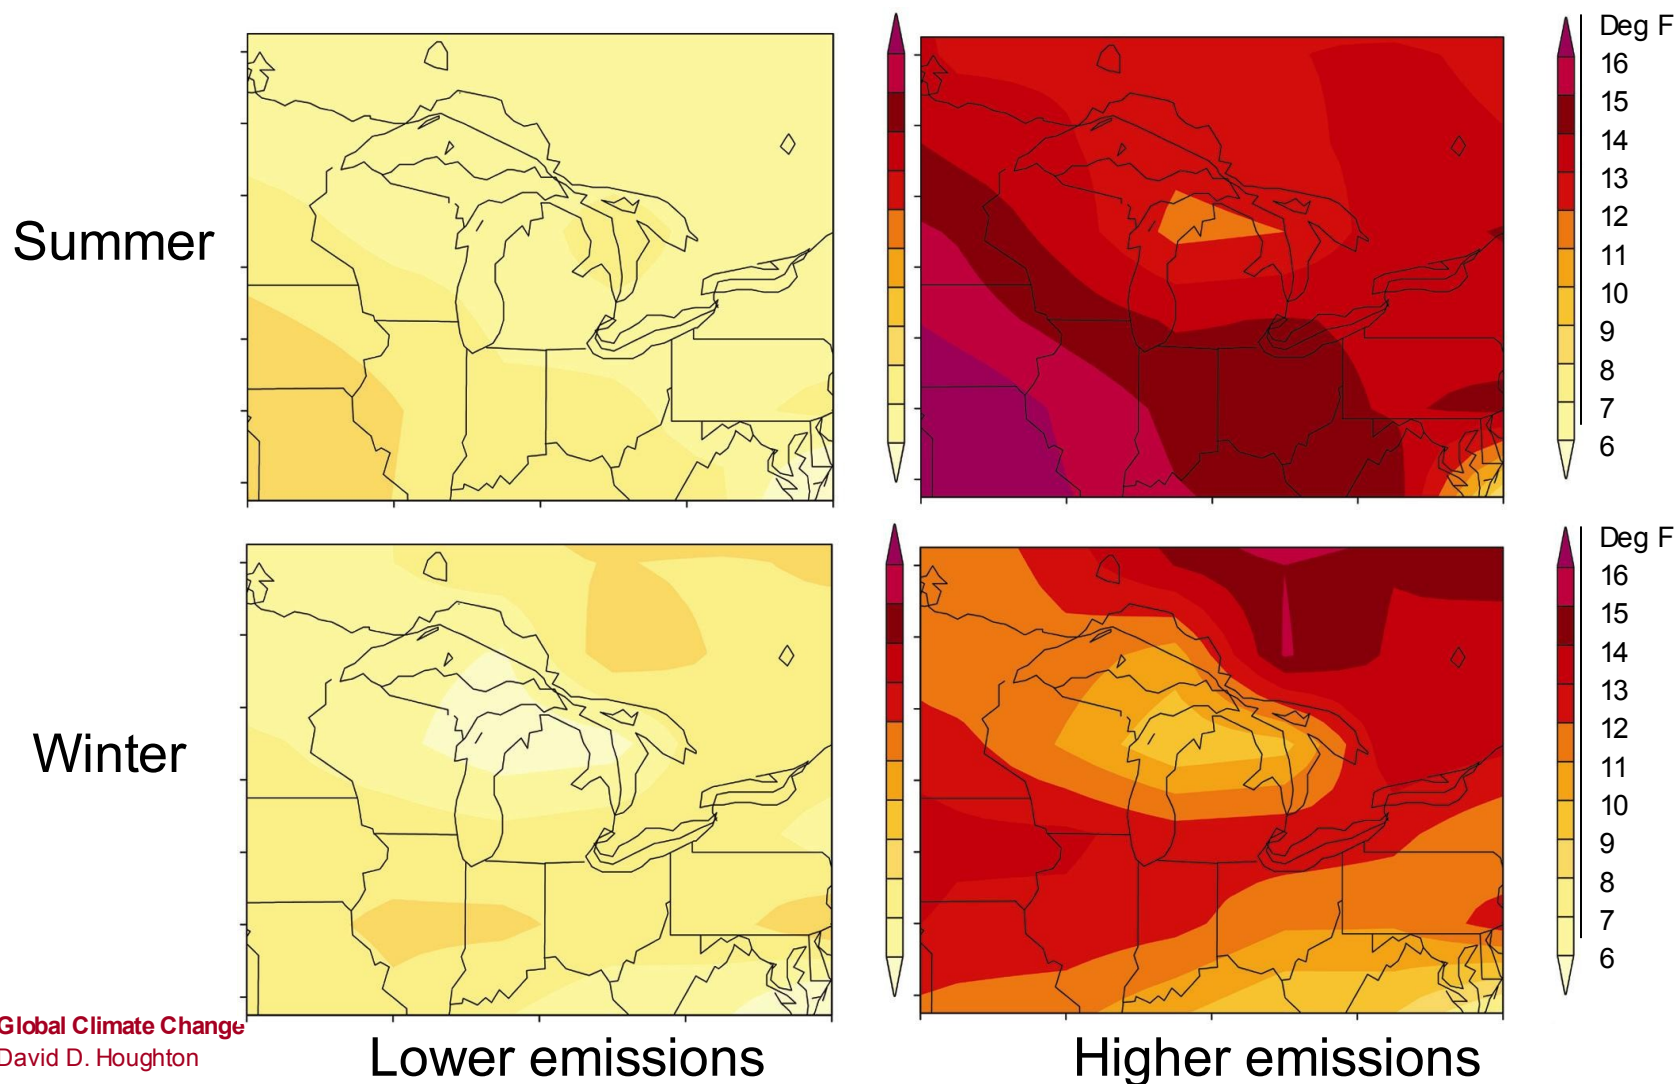 Deg F
16
15
14
13
12
11
10
9
8
7
6
Summer
Deg F
16
15
14
13
12
11
10
9
8
7
6
Winter
Global Climate Change
David D. Houghton
Lower emissions
Higher emissions